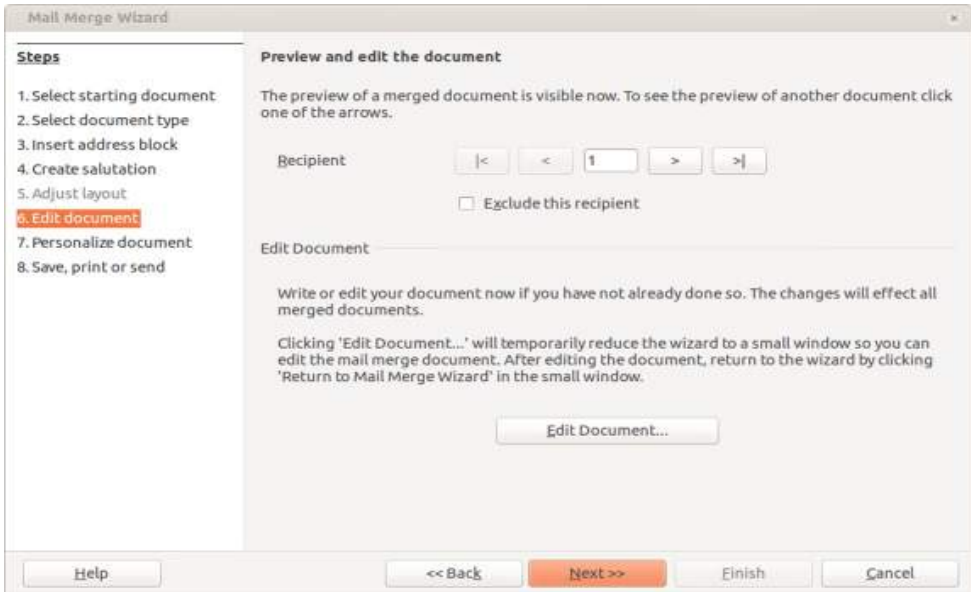 Mail Merge Wizard
Steps
1. Select starting document
2. Select document type
3. Insert address block
4. Create salutation
5. Adjust layout
6. Edit document
7. Personalize document
8. Save, print or send
Preview and edit the document
The preview of a merged document is visible now. To see the preview of another document click
one of the arrows.
Recipient |< < 1 > >|
Exclude this recipient
Edit Document
Write or edit your document now if you have not already done so. The changes will effect all
merged documents.
Clicking 'Edit Document...' will temporarily reduce the wizard to a small window so you can
edit the mail merge document. After editing the document, return to the wizard by clicking
'Return to Mail Merge Wizard' in the small window.
Edit Document...
Help << Back Next >> Finish Cancel